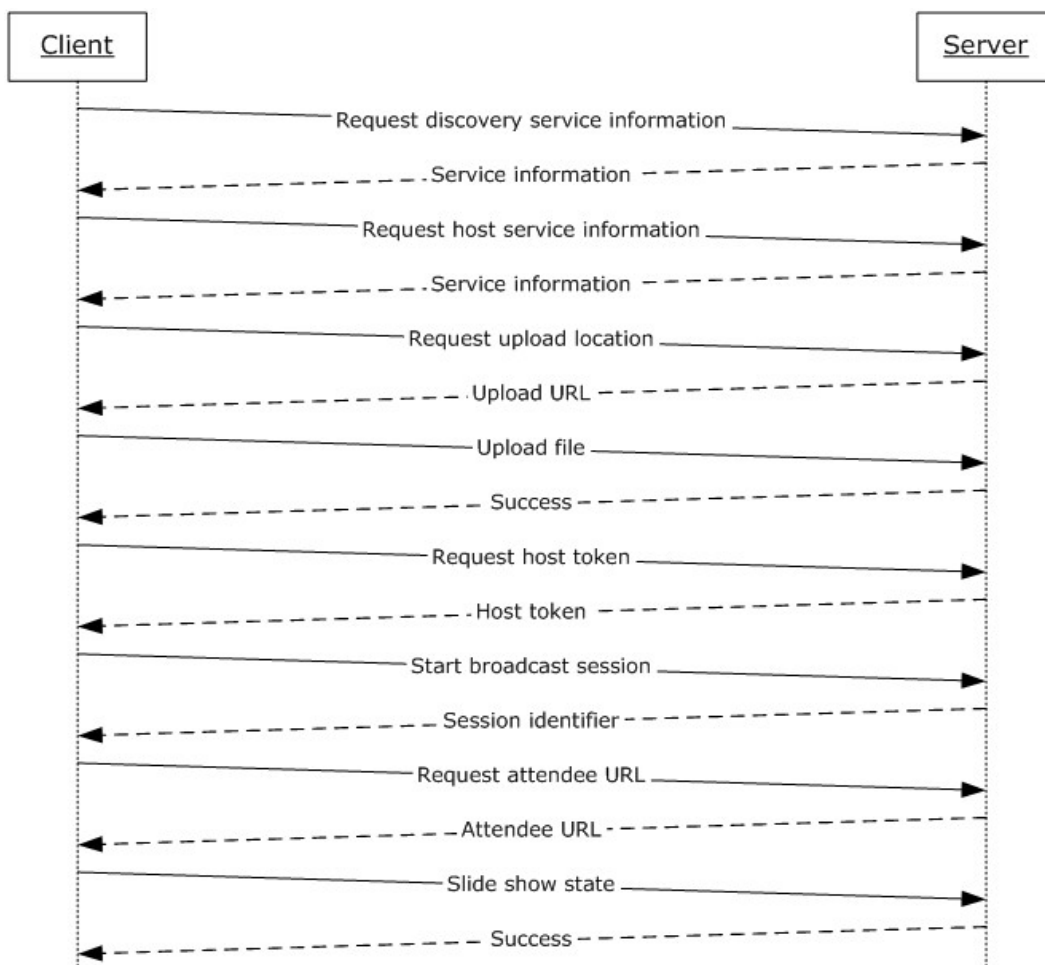 Client
Server
Request discovery service information
Service information
Request host service information
Service information
Request upload location
Upload URL
Upload file
Success
Request host token
Host token
Start broadcast session
Session identifier
Request attendee URL
Attendee URL
Slide show state
Success